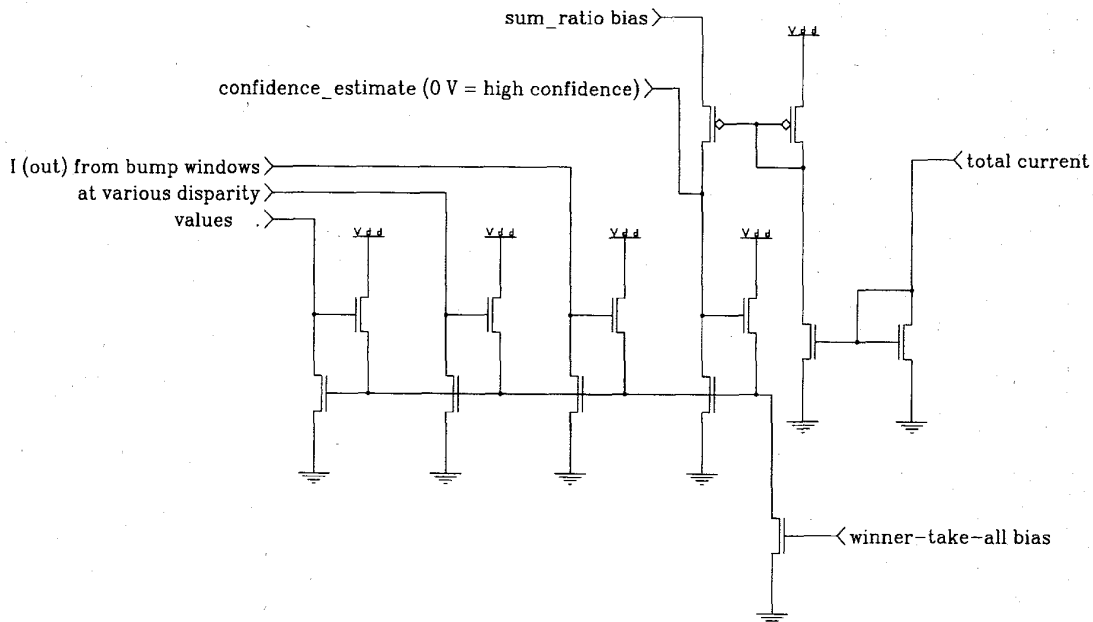 sum_ratio bias
Vdd
confidence_estimate (0 V = high confidence)
I (out) from bump windows
at various disparity
values .
total current
Vdd
Vdd
Vdd
Vdd
winner-take-all bias